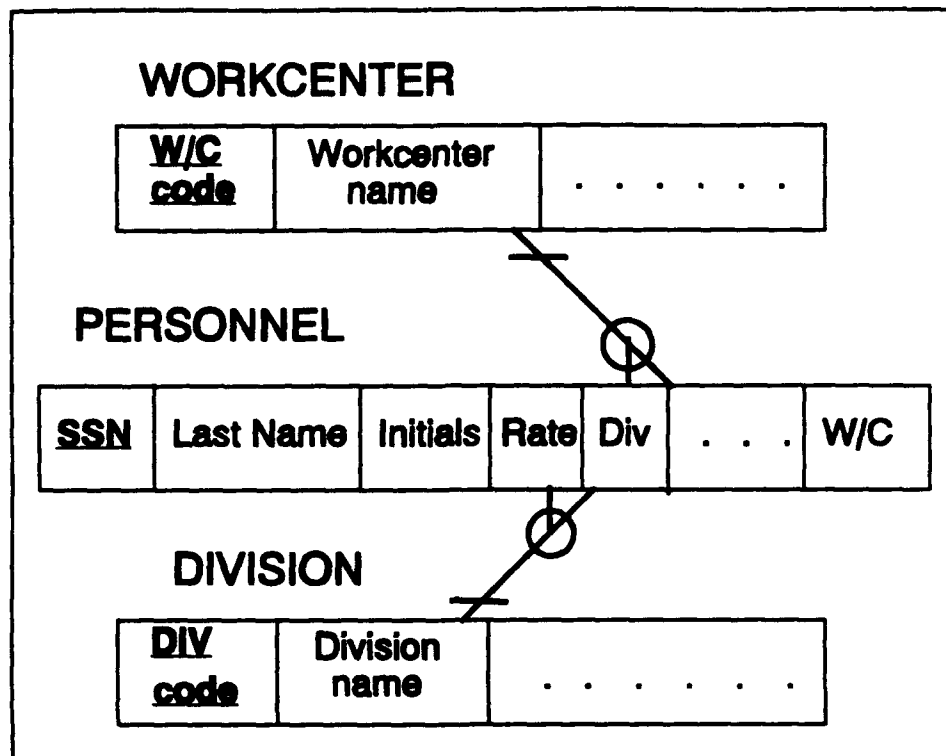 WORKCENTER
W/C code Workcenter name . . . . . .
PERSONNEL
SSN Last Name Initials Rate Div . . . W/C
DIVISION
DIV code Division name . . . . . .